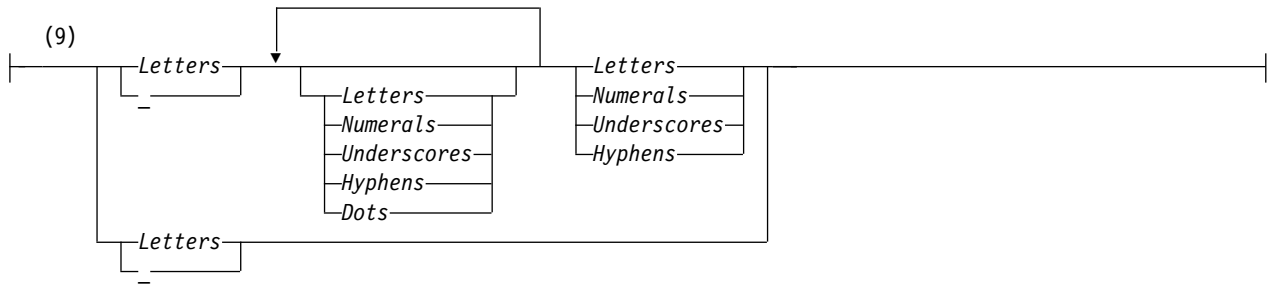 (9)
Letters Letters
_ Letters Numerals
Numerals Underscores
Underscores Hyphens
Hyphens
Dots
Letters
_